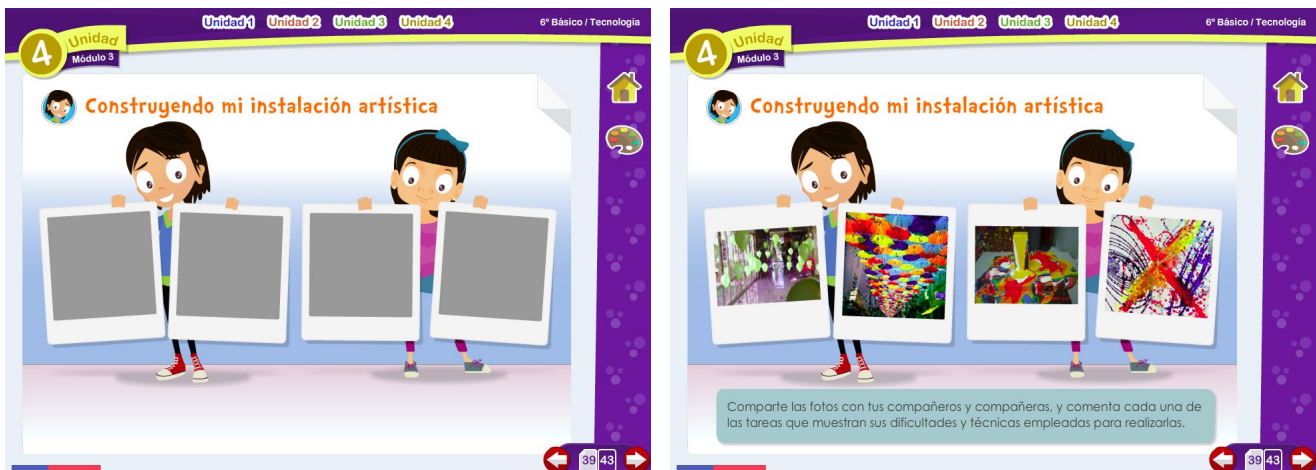 Unidad 1 Unidad 2 Unidad 3 Unidad 4
6º Básico / Tecnología
4
Unidad
Módulo 3
Construyendo mi instalación artística
39 43
Unidad 1 Unidad 2 Unidad 3 Unidad 4
6º Básico / Tecnología
4
Unidad
Módulo 3
Construyendo mi instalación artística
Comparte las fotos con tus compañeros y compañeras, y comenta cada una de
las tareas que muestran sus dificultades y técnicas empleadas para realizarlas.
39 43